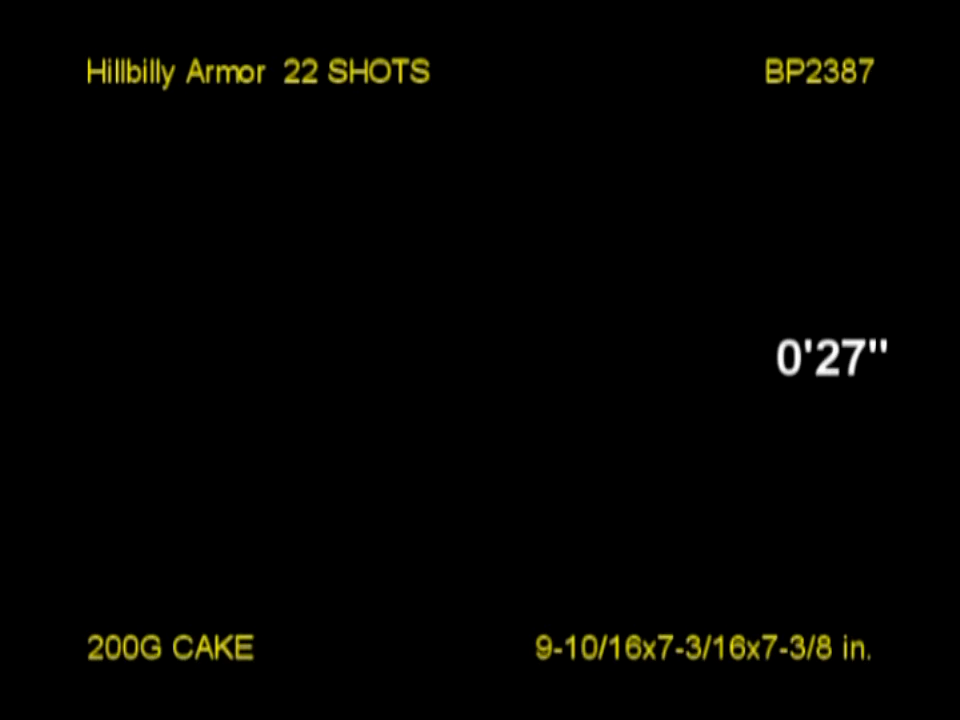 Hillbilly Armor 22 SHOTS
BP2387
0'27"
200G CAKE
9-10/16x7-3/16x7-3/8 in.